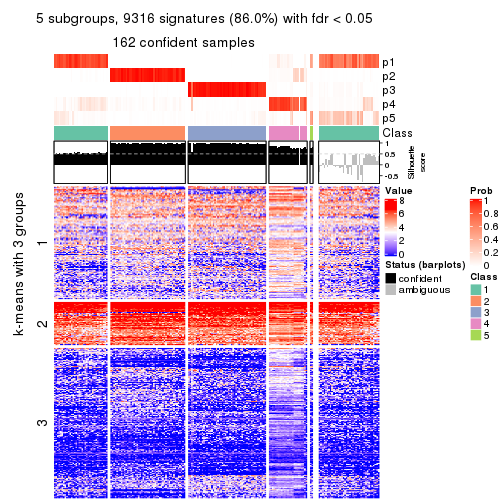 5 subgroups, 9316 signatures (86.0%) with fdr < 0.05
162 confident samples
p1
p2
p3
p4
p5
Class
1
0.5
0
-0.5
Silhouette
score
k-means with 3 groups
1
2
3
Value
8
6
4
2
0
Status (barplots)
confident
ambiguous
Prob
1
0.8
0.6
0.4
0.2
0
Class
1
2
3
4
5